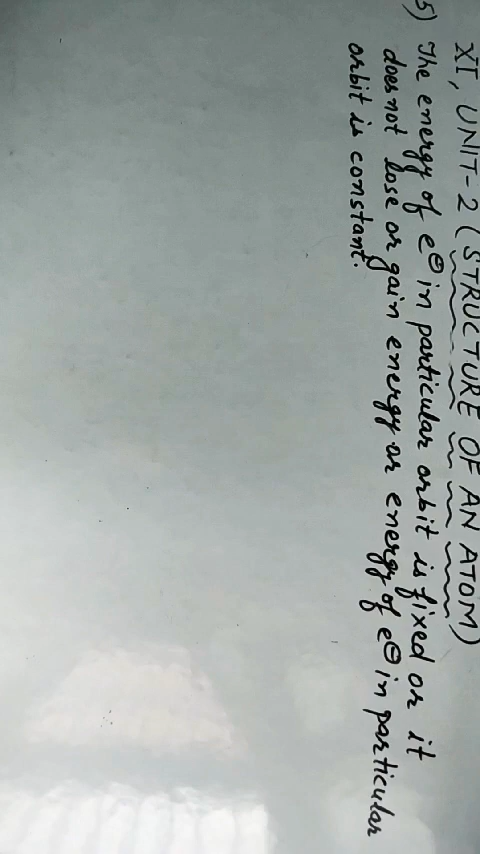 XI, UNIT-2 (STRUCTURE OF AN ATOM)
5) The energy of e⊖ in particular orbit is fixed or it
does not lose or gain energy or energy of e⊖ in particular
orbit is constant.